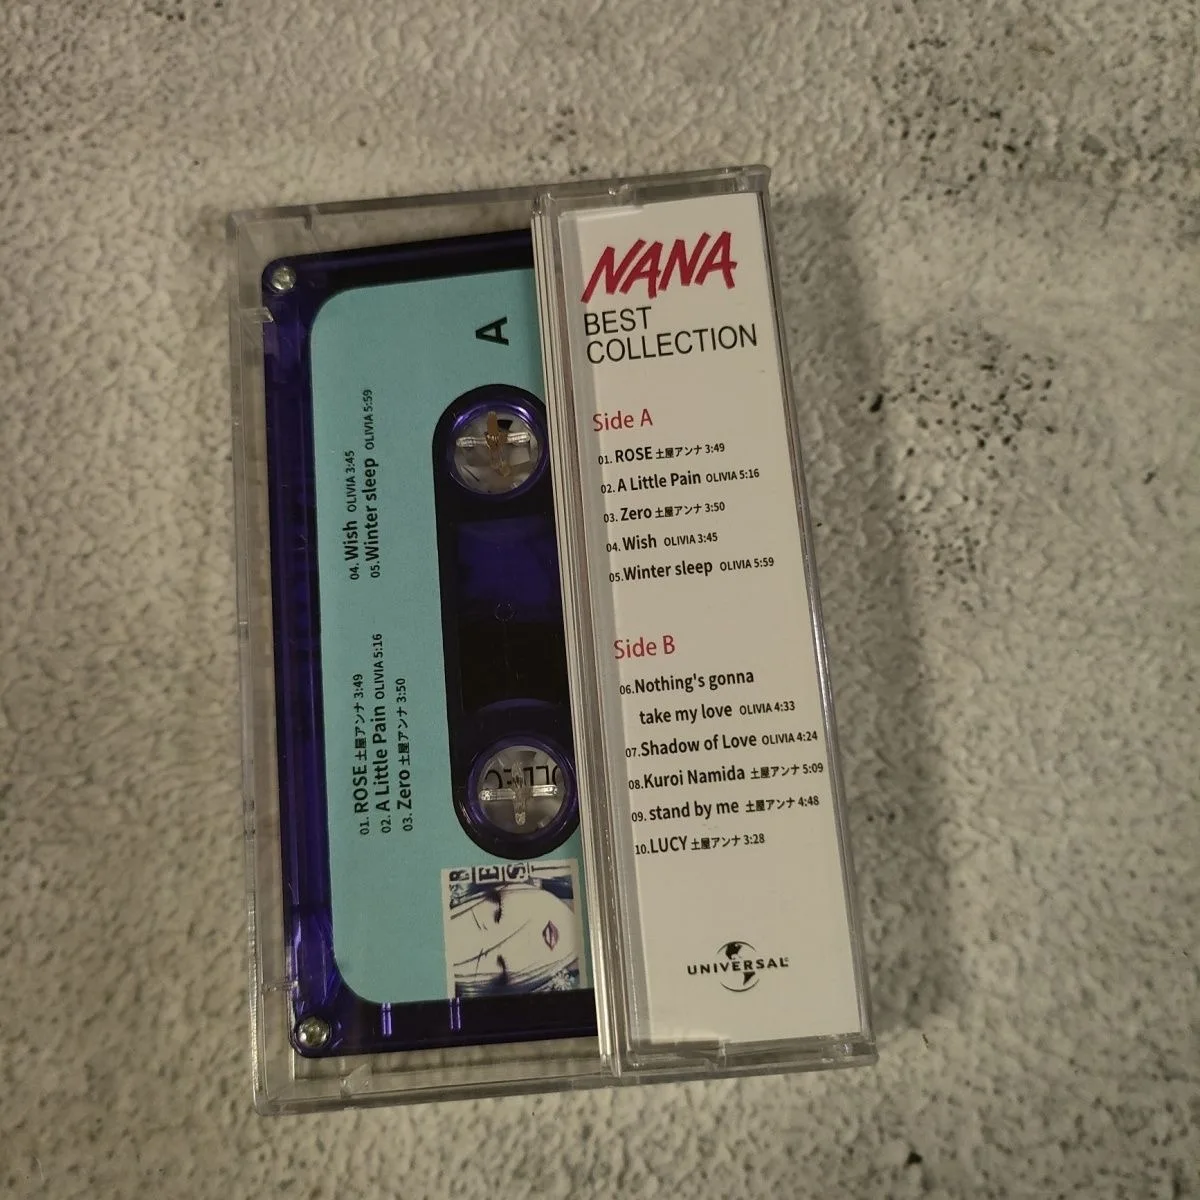 NANA
BEST
COLLECTION
Side A
01. ROSE 土屋アンナ 3:49
02. A Little Pain OLIVIA 5:16
03. Zero 土屋アンナ 3:50
04. Wish OLIVIA 3:45
05. Winter sleep OLIVIA 5:59
Side B
06. Nothing's gonna
take my love OLIVIA 4:33
07. Shadow of Love OLIVIA 4:24
08. Kuroi Namida 土屋アンナ 5:09
09. stand by me 土屋アンナ 4:48
10. LUCY 土屋アンナ 3:28
UNIVERSAL
A
01. ROSE 土屋アンナ 3:49
02. A Little Pain OLIVIA 5:16
03. Zero 土屋アンナ 3:50
04. Wish OLIVIA 3:45
05. Winter sleep OLIVIA 5:59
BEST